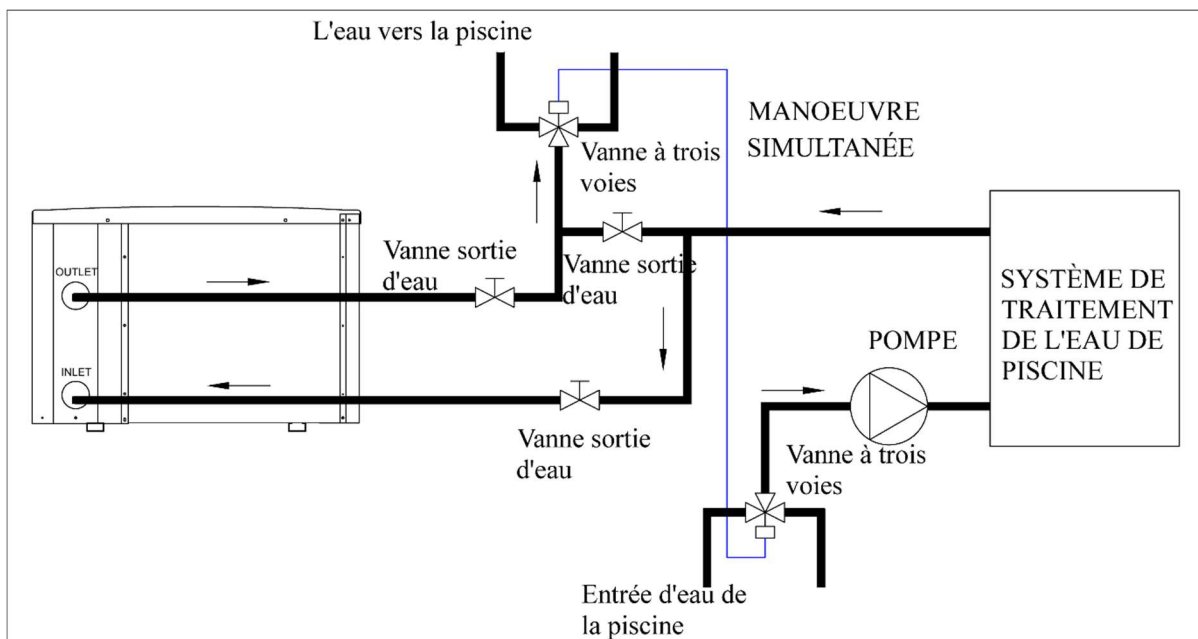 L'eau vers la piscine
MANOEUVRE
SIMULTANÉE
Vanne à trois
voies
Vanne sortie
d'eau
Vanne sortie
d'eau
OUTLET
SYSTÈME DE
TRAITEMENT
DE L'EAU DE
PISCINE
POMPE
INLET
Vanne sortie
d'eau
Vanne à trois
voies
Entrée d'eau de
la piscine